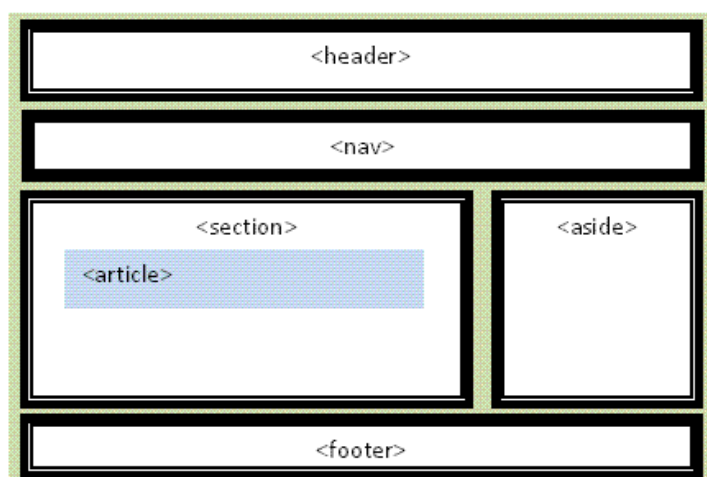 <header>
<nav>
<section>
<aside>
<article>
<footer>